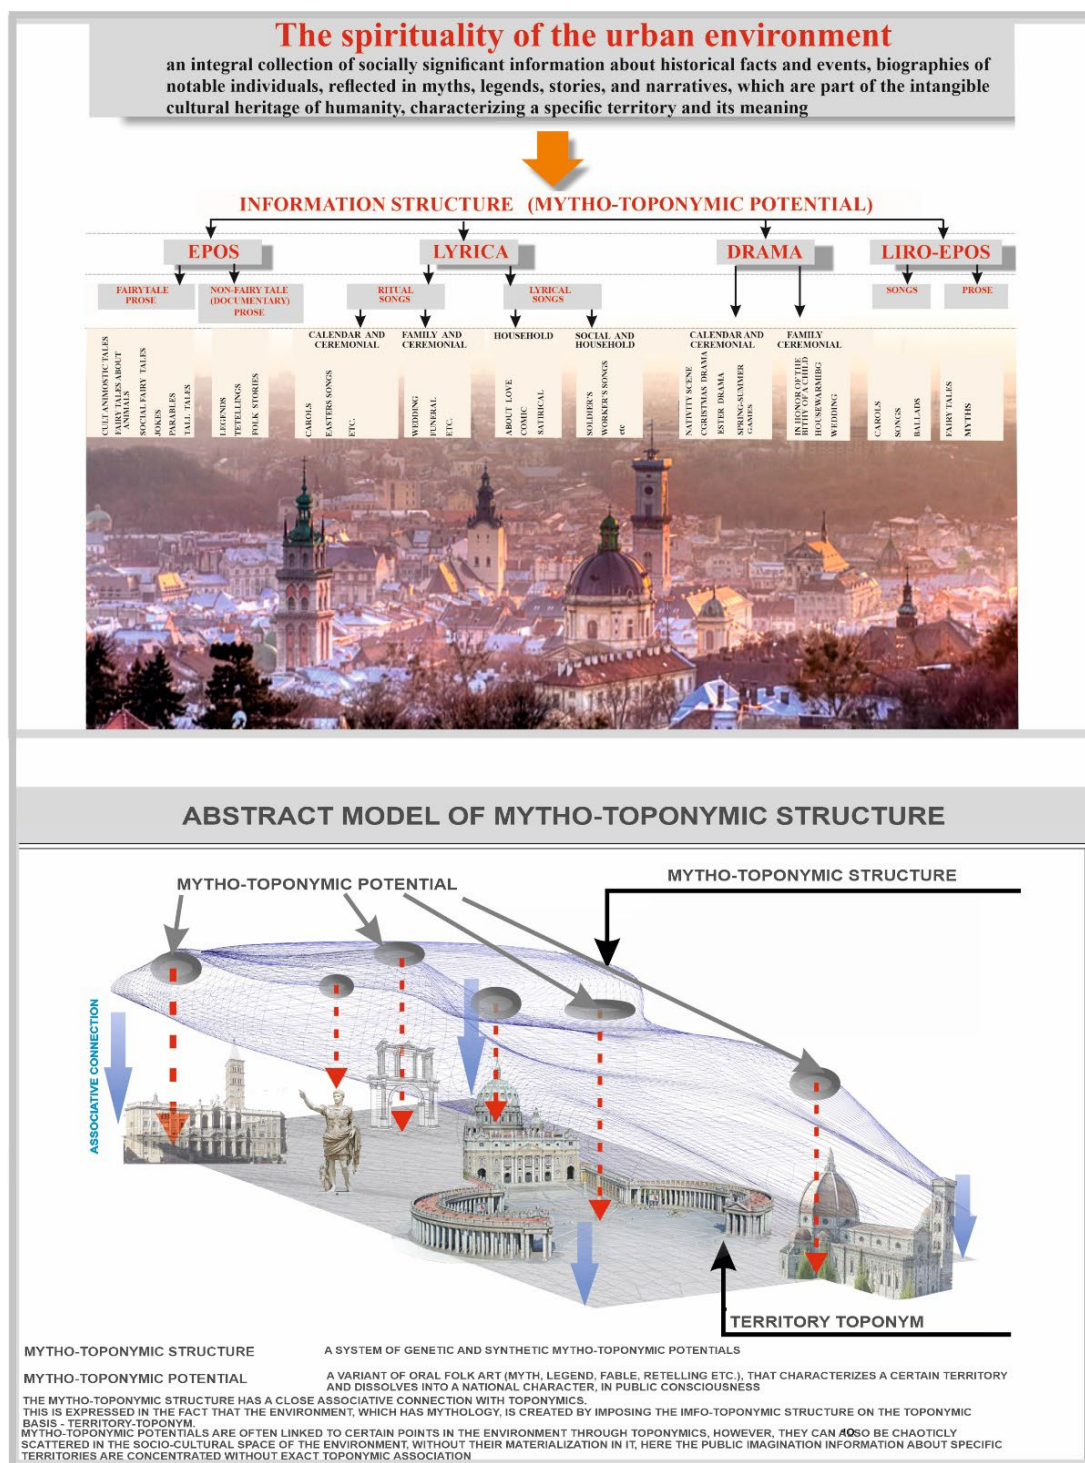 The spirituality of the urban environment
an integral collection of socially significant information about historical facts and events, biographies of
notable individuals, reflected in myths, legends, stories, and narratives, which are part of the intangible
cultural heritage of humanity, characterizing a specific territory and its meaning
INFORMATION STRUCTURE (MYTHO-TOPONYMIC POTENTIAL)
EPOS
LYRICA
DRAMA
LIRO-EPOS
FAIRYTALE
PROSE
NON-FAIRY TALE
(DOCUMENTARY)
PROSE
RITUAL
SONGS
LYRICAL
SONGS
SONGS
PROSE
CALENDAR AND
CEREMONIAL
FAMILY AND
CEREMONIAL
HOUSEHOLD
SOCIAL AND
HOUSEHOLD
CALENDAR AND
CEREMONIAL
FAMILY
CEREMONIAL
CULT ANIMOSTIC TALES
FAIRY TALES ABOUT
ANIMALS
SOCIAL FAIRY TALES
JOKES
PARABLES
TALL TALES
LEGENDS
TETELLINGS
FOLK STORIES
CAROLS
EASTERS SONGS
ETC.
WEDDING
FUNERAL
ETC.
ABOUT LOVE
COMIC
SATIRICAL
SOLDIER'S
WORKER'S SONGS
etc
NATIVITY SCENE
CGRISTMAS DRAMA
ESTER DRAMA
SPRING-SUMMER
GAMES
IN HONOR OF THE
BITHY OF A CHILD
HOUSEWARMIBG
WEDDING
CAROLS
SONGS
BALLADS
FAIRY TALES
MYTHS
ABSTRACT MODEL OF MYTHO-TOPONYMIC STRUCTURE
MYTHO-TOPONYMIC POTENTIAL
MYTHO-TOPONYMIC STRUCTURE
ASSOCIATIVE CONNECTION
TERRITORY TOPONYM
MYTHO-TOPONYMIC STRUCTURE
A SYSTEM OF GENETIC AND SYNTHETIC MYTHO-TOPONYMIC POTENTIALS
MYTHO-TOPONYMIC POTENTIAL
A VARIANT OF ORAL FOLK ART (MYTH, LEGEND, FABLE, RETELLING ETC.), THAT CHARACTERIZES A CERTAIN TERRITORY
AND DISSOLVES INTO A NATIONAL CHARACTER, IN PUBLIC CONSCIOUSNESS
THE MYTHO-TOPONYMIC STRUCTURE HAS A CLOSE ASSOCIATIVE CONNECTION WITH TOPONYMICS.
THIS IS EXPRESSED IN THE FACT THAT THE ENVIRONMENT, WHICH HAS MYTHOLOGY, IS CREATED BY IMPOSING THE IMFO-TOPONYMIC STRUCTURE ON THE TOPONYMIC
BASIS - TERRITORY-TOPONYM.
MYTHO-TOPONYMIC POTENTIALS ARE OFTEN LINKED TO CERTAIN POINTS IN THE ENVIRONMENT THROUGH TOPONYMICS, HOWEVER, THEY CAN ALSO BE CHAOTICLY
SCATTERED IN THE SOCIO-CULTURAL SPACE OF THE ENVIRONMENT, WITHOUT THEIR MATERIALIZATION IN IT, HERE THE PUBLIC IMAGINATION INFORMATION ABOUT SPECIFIC
TERRITORIES ARE CONCENTRATED WITHOUT EXACT TOPONYMIC ASSOCIATION